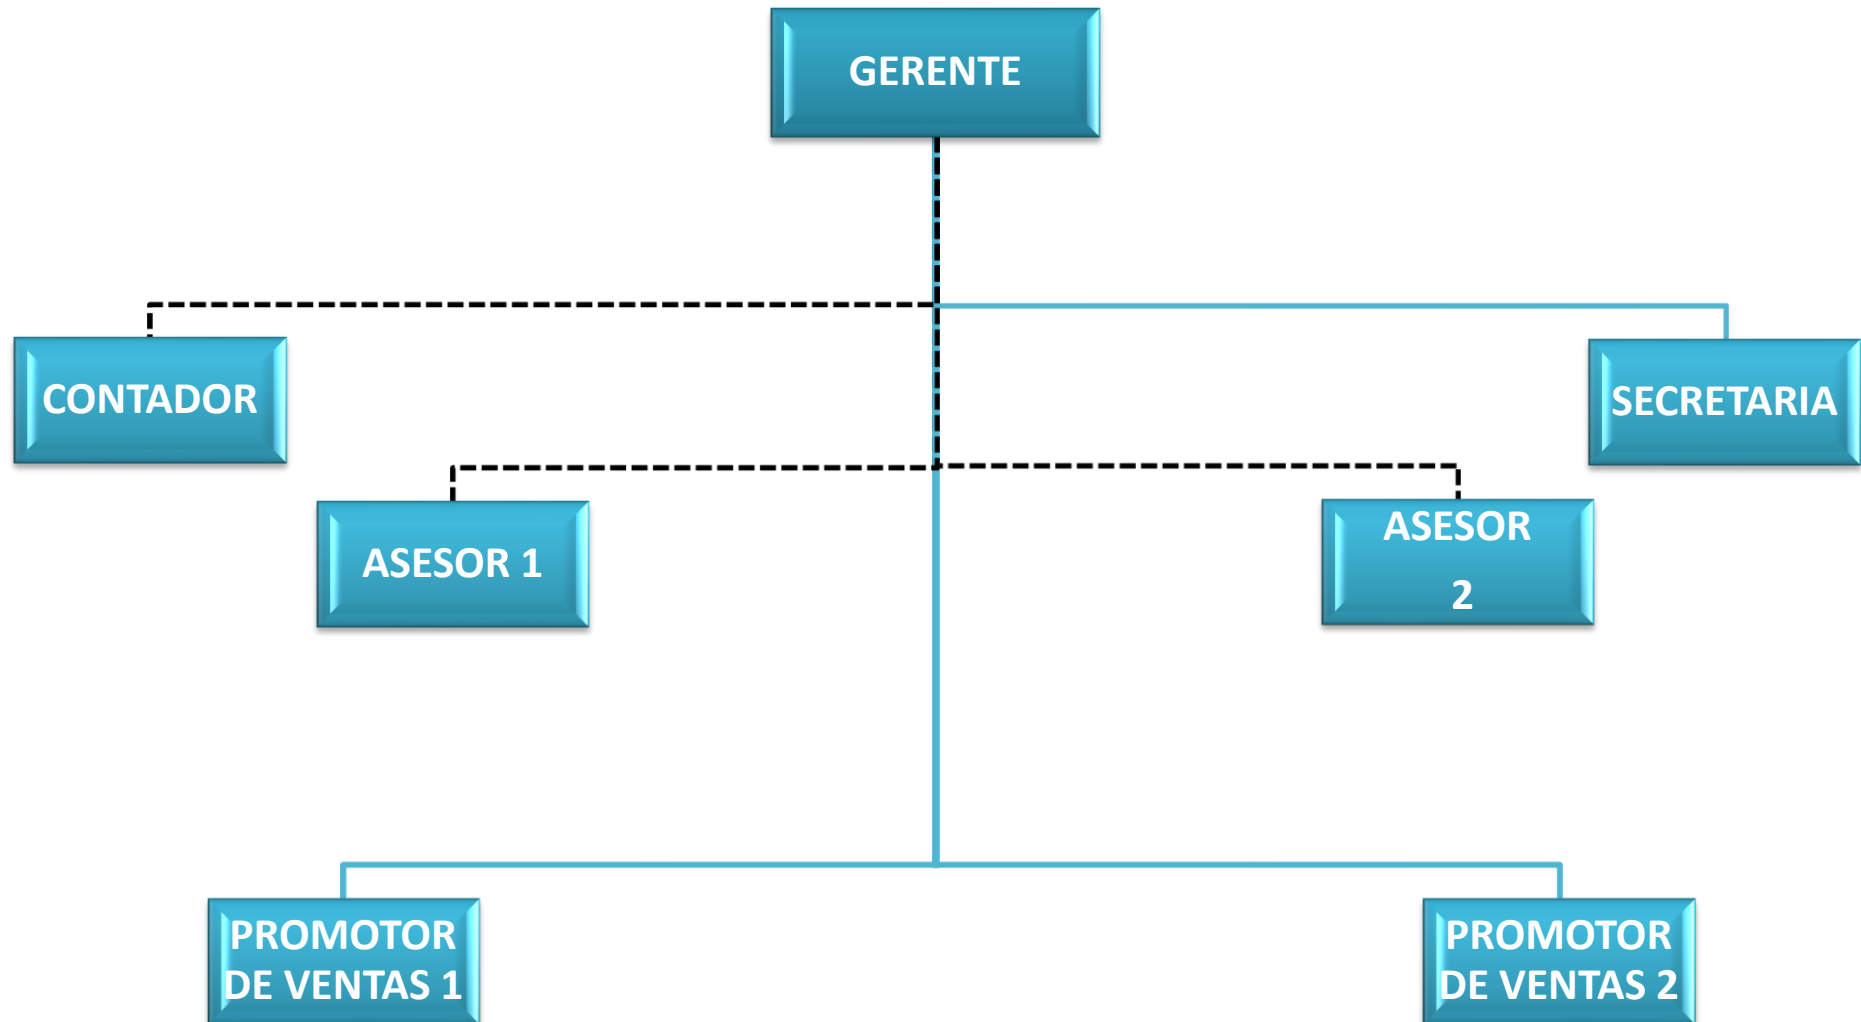 GERENTE
CONTADOR
SECRETARIA
ASESOR 1
ASESOR
2
PROMOTOR
DE VENTAS 1
PROMOTOR
DE VENTAS 2